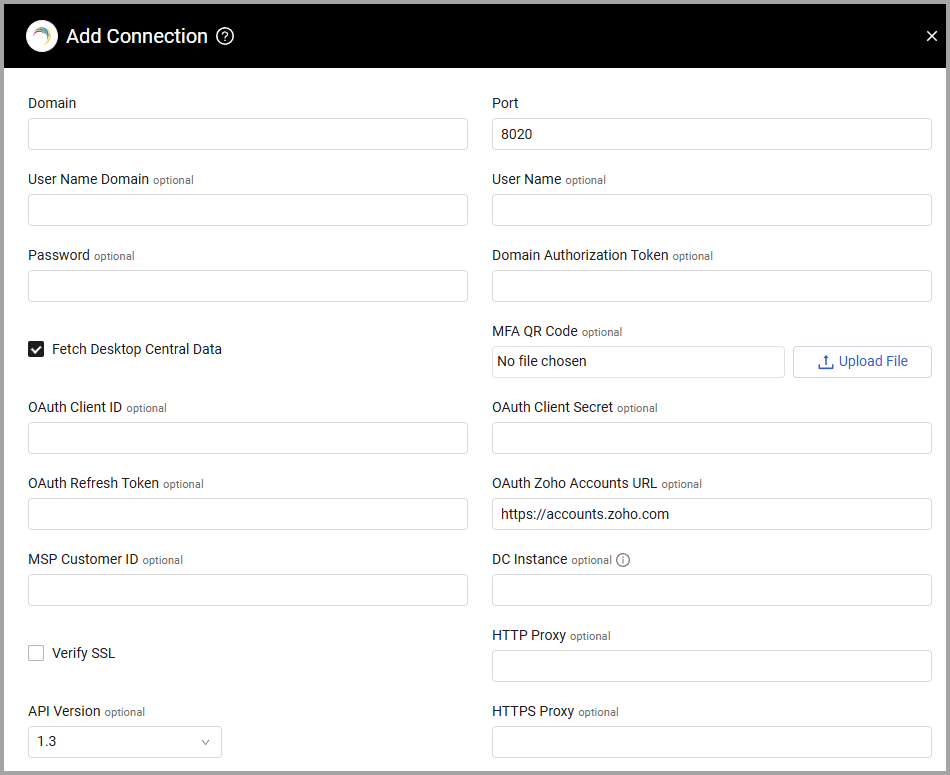 Add Connection
Domain
Port
8020
User Name Domain optional
User Name optional
Password optional
Domain Authorization Token optional
Fetch Desktop Central Data
MFA QR Code optional
No file chosen
Upload File
OAuth Client ID optional
OAuth Client Secret optional
OAuth Refresh Token optional
OAuth Zoho Accounts URL optional
https://accounts.zoho.com
MSP Customer ID optional
DC Instance optional
Verify SSL
HTTP Proxy optional
API Version optional
1.3
HTTPS Proxy optional